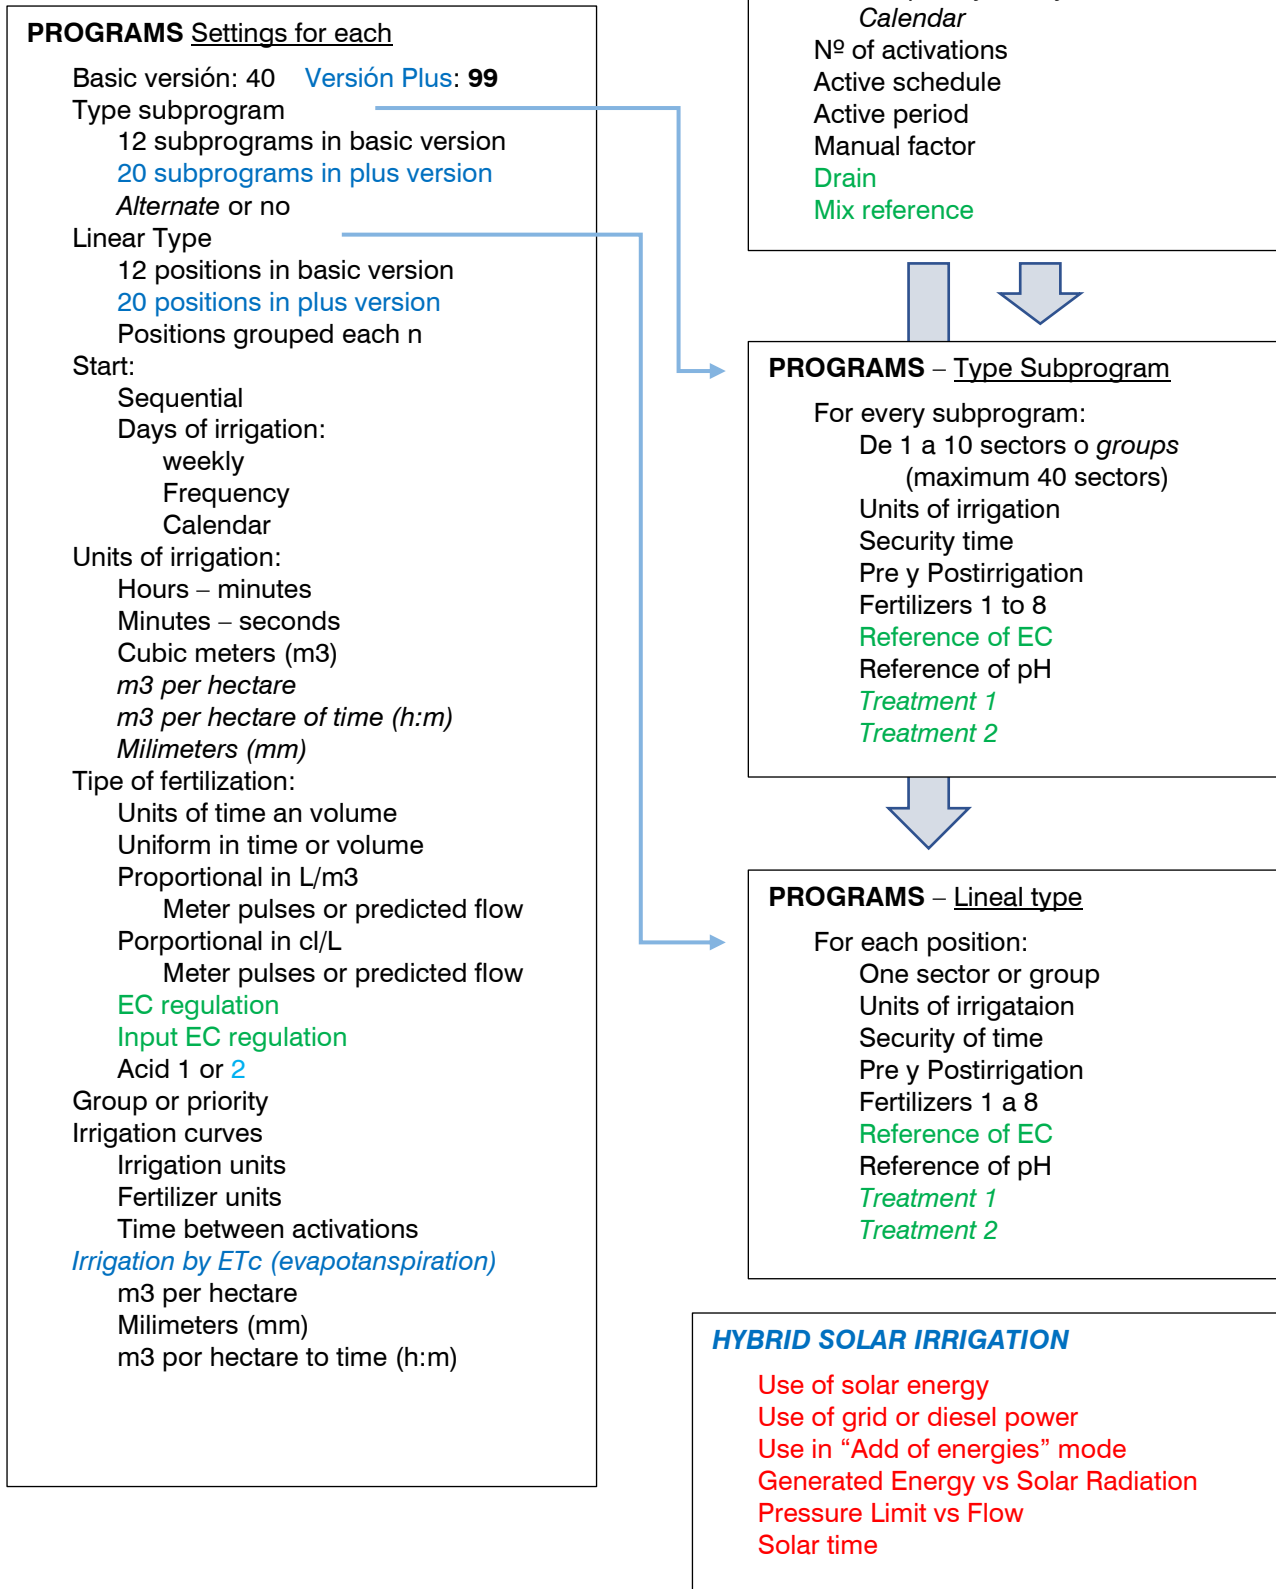 PROGRAMS Settings for each
Basic versión: 40 Versión Plus: 99
Type subprogram
12 subprograms in basic version
20 subprograms in plus version
Alternate or no
Linear Type
12 positions in basic version
20 positions in plus version
Positions grouped each n
Start:
Sequential
Days of irrigation:
weekly
Frequency
Calendar
Units of irrigation:
Hours – minutes
Minutes – seconds
Cubic meters (m3)
m3 per hectare
m3 per hectare of time (h:m)
Milimeters (mm)
Tipe of fertilization:
Units of time an volume
Uniform in time or volume
Proportional in L/m3
Meter pulses or predicted flow
Porportional in cl/L
Meter pulses or predicted flow
EC regulation
Input EC regulation
Acid 1 or 2
Group or priority
Irrigation curves
Irrigation units
Fertilizer units
Time between activations
Irrigation by ETc (evapotanspiration)
m3 per hectare
Milimeters (mm)
m3 por hectare to time (h:m)
Calendar
Nº of activations
Active schedule
Active period
Manual factor
Drain
Mix reference
PROGRAMS – Type Subprogram
For every subprogram:
De 1 a 10 sectors o groups
(maximum 40 sectors)
Units of irrigation
Security time
Pre y Postirrigation
Fertilizers 1 to 8
Reference of EC
Reference of pH
Treatment 1
Treatment 2
PROGRAMS – Lineal type
For each position:
One sector or group
Units of irrigataion
Security of time
Pre y Postirrigation
Fertilizers 1 a 8
Reference of EC
Reference of pH
Treatment 1
Treatment 2
HYBRID SOLAR IRRIGATION
Use of solar energy
Use of grid or diesel power
Use in “Add of energies” mode
Generated Energy vs Solar Radiation
Pressure Limit vs Flow
Solar time